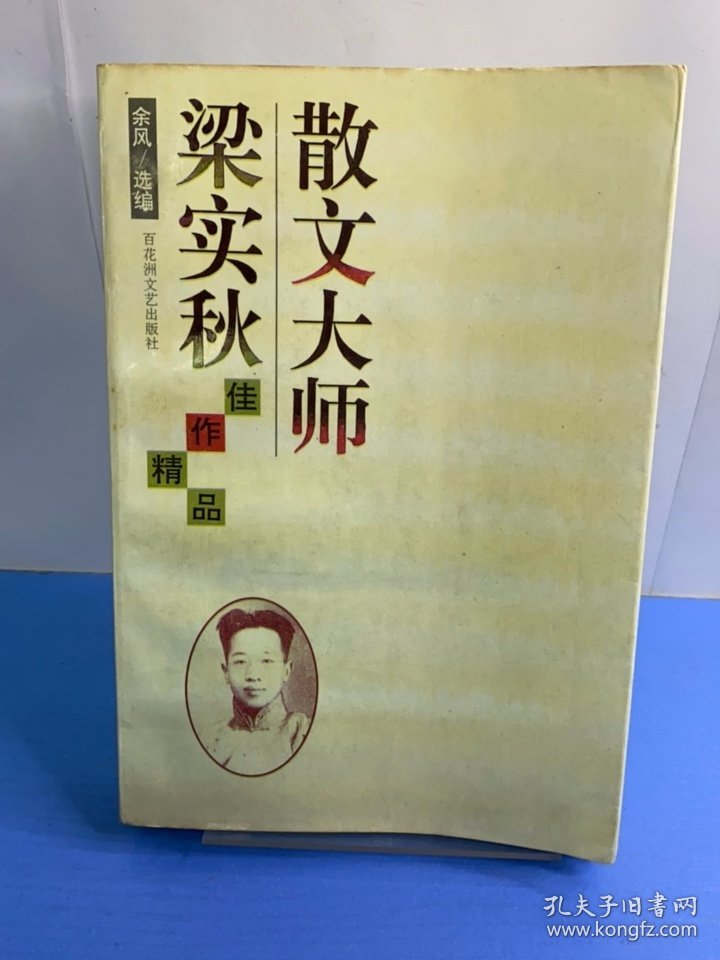 散文大师
梁实秋
佳作精品
余风/选编
百花洲文艺出版社
孔夫子旧书网
www.kongfz.com